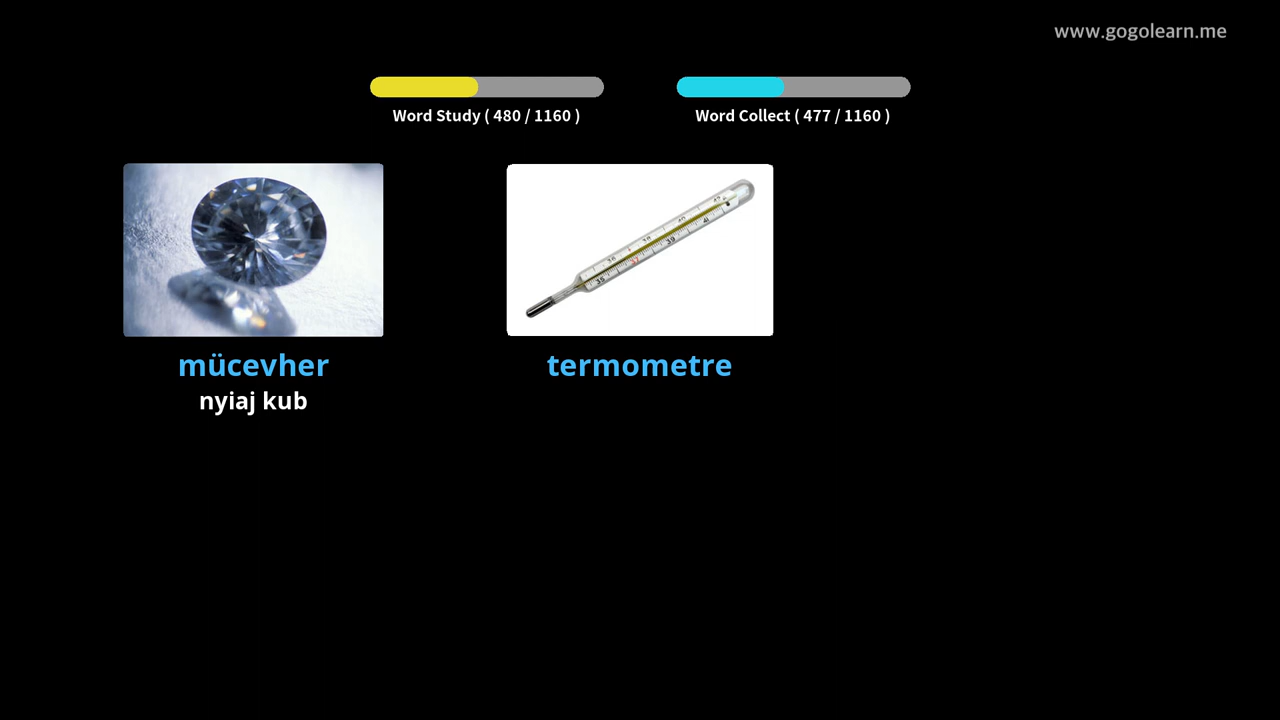 www.gogolearn.me
Word Study ( 480 / 1160 )
Word Collect ( 477 / 1160 )
mücevher
nyiaj kub
termometre